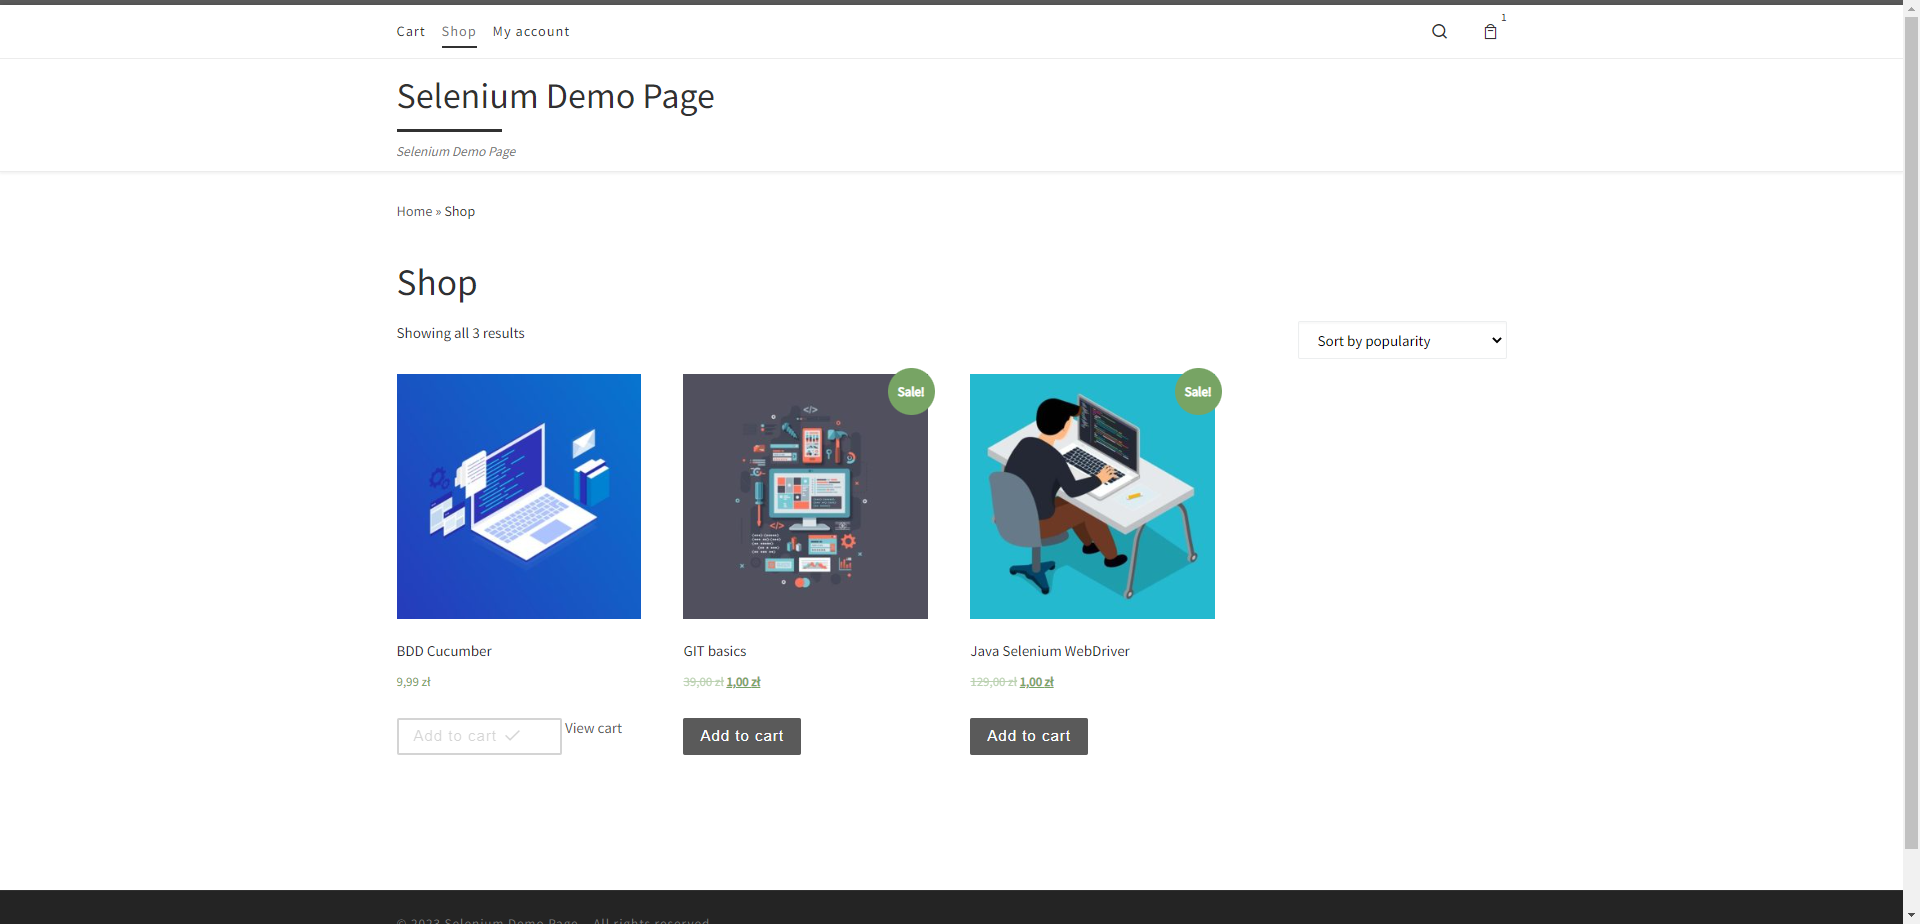 Cart Shop My account
1
Selenium Demo Page
Selenium Demo Page
Home » Shop
Shop
Showing all 3 results
Sort by popularity
Sale!
Sale!
BDD Cucumber
9,99 zł
Add to cart
View cart
GIT basics
39,00 zł 1,00 zł
Add to cart
Java Selenium WebDriver
129,00 zł 1,00 zł
Add to cart
© 2023 Selenium Demo Page – All rights reserved